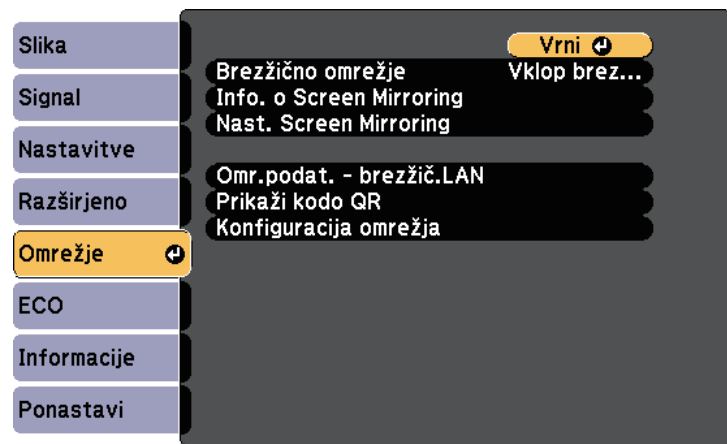 Slika
Signal
Nastavitve
Razširjeno
Omrežje
ECO
Informacije
Ponastavi
Vrni
Brezžično omrežje Vklop brez...
Info. o Screen Mirroring
Nast. Screen Mirroring
Omr.podat. - brezžič.LAN
Prikaži kodo QR
Konfiguracija omrežja